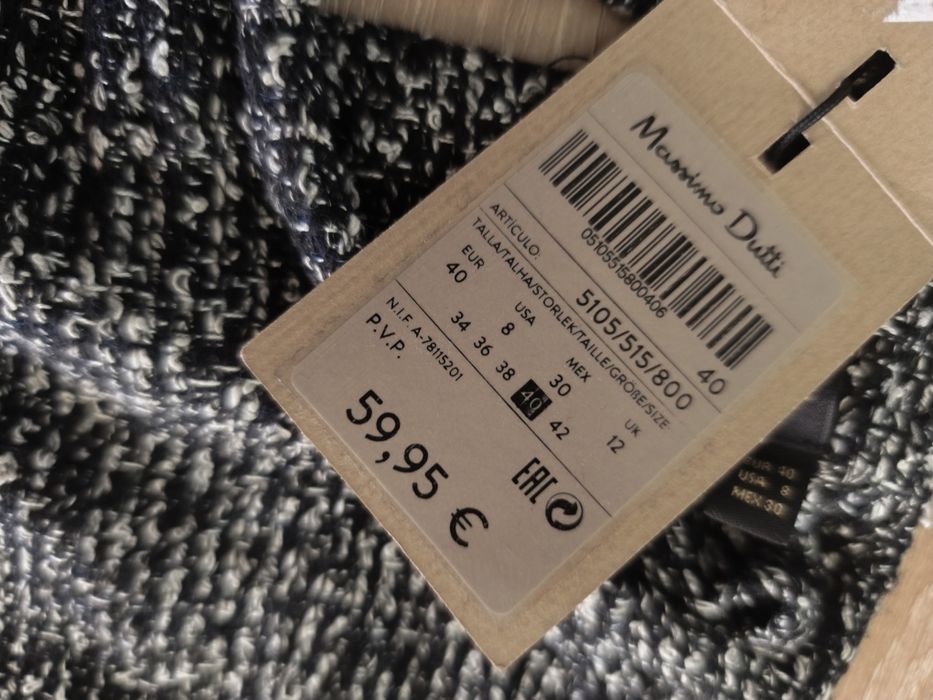 Massimo Dutti
05105515800406
ARTÍCULO: 5105/515/800 40
TALLA/TALHA/STORLEK/TAILLE/GRÖßE/SIZE:
EUR USA MEX UK
40 8 30 12
34 36 38 40 42
N.I.F. A-78115201
P.V.P.
EAC
59,95 €
EUR 40
USA 8
MEX 30